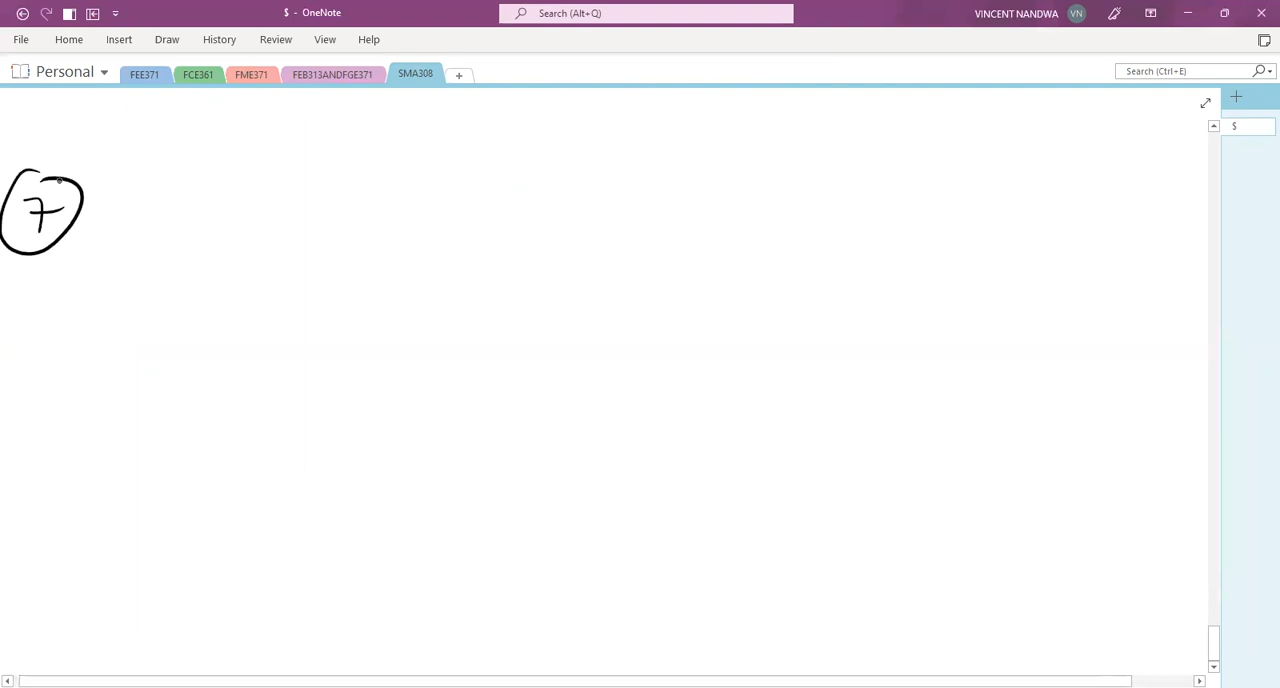 $ - OneNote
Search (Alt+Q)
VINCENT NANDWA
VN
File Home Insert Draw History Review View Help
Personal
FEE371 FCE361 FME371 FEB313ANDFGE371 SMA308
Search (Ctrl+E)
$
7